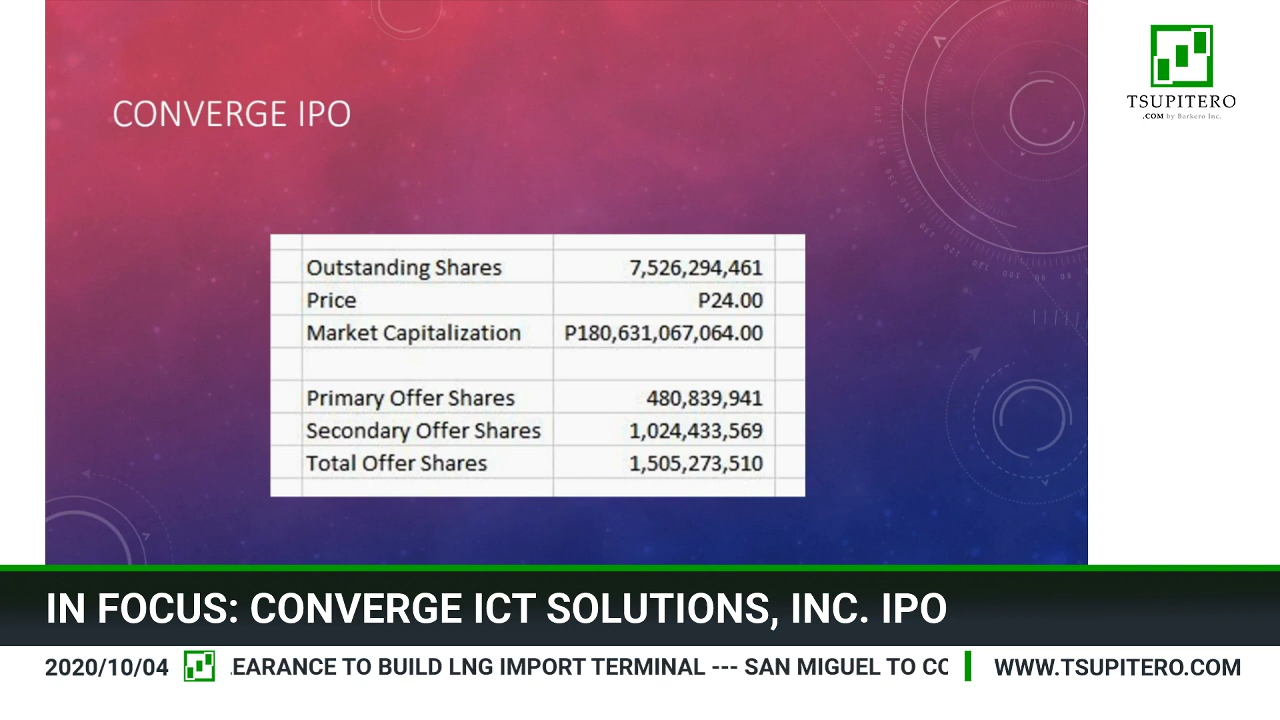 CONVERGE IPO
TSUPITERO
.COM by Barkero Inc.
Outstanding Shares 7,526,294,461
Price P24.00
Market Capitalization P180,631,067,064.00
Primary Offer Shares 480,839,941
Secondary Offer Shares 1,024,433,569
Total Offer Shares 1,505,273,510
IN FOCUS: CONVERGE ICT SOLUTIONS, INC. IPO
2020/10/04 EARANCE TO BUILD LNG IMPORT TERMINAL --- SAN MIGUEL TO CO WWW.TSUPITERO.COM